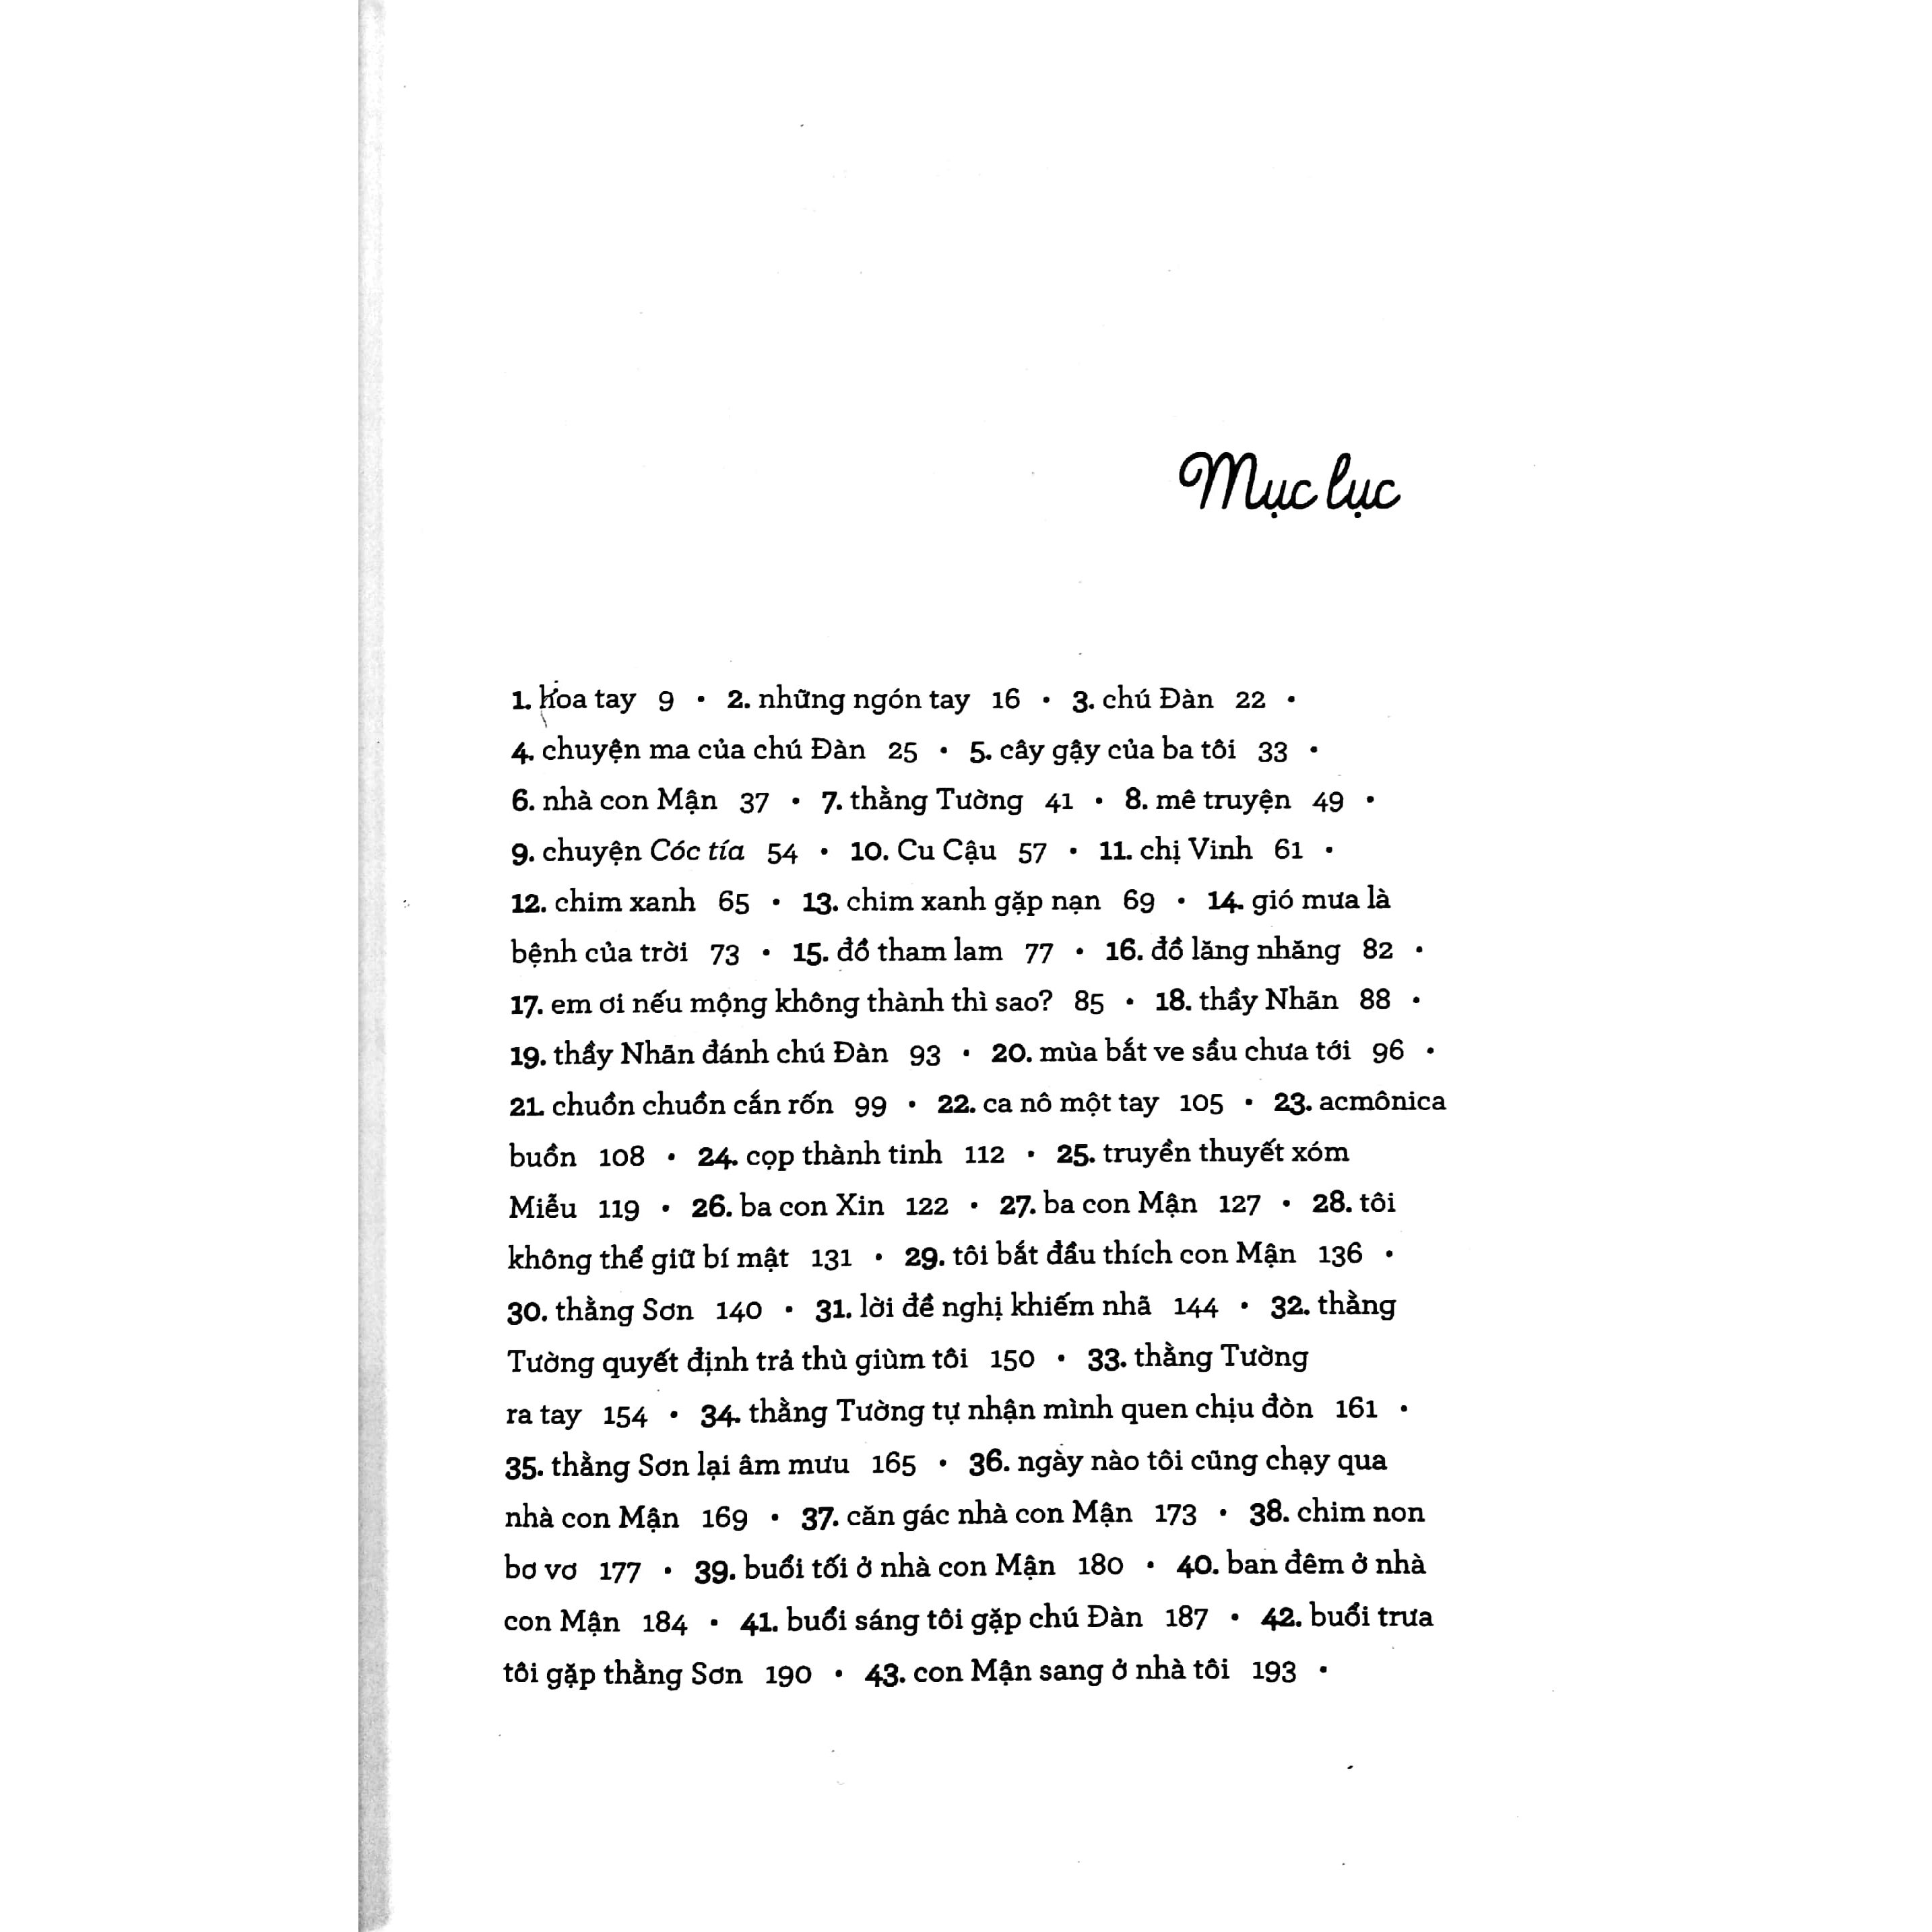 Mục lục
1. hoa tay 9 • 2. những ngón tay 16 • 3. chú Đàn 22 •
4. chuyện ma của chú Đàn 25 • 5. cây gậy của ba tôi 33 •
6. nhà con Mận 37 • 7. thằng Tường 41 • 8. mê truyện 49 •
9. chuyện Cóc tía 54 • 10. Cu Cậu 57 • 11. chị Vinh 61 •
12. chim xanh 65 • 13. chim xanh gặp nạn 69 • 14. gió mưa là
bệnh của trời 73 • 15. đồ tham lam 77 • 16. đồ lăng nhăng 82 •
17. em ơi nếu mộng không thành thì sao? 85 • 18. thầy Nhãn 88 •
19. thầy Nhãn đánh chú Đàn 93 • 20. mùa bắt ve sầu chưa tới 96 •
21. chuồn chuồn cắn rốn 99 • 22. ca nô một tay 105 • 23. acmônica
buồn 108 • 24. cọp thành tinh 112 • 25. truyền thuyết xóm
Miễu 119 • 26. ba con Xin 122 • 27. ba con Mận 127 • 28. tôi
không thể giữ bí mật 131 • 29. tôi bắt đầu thích con Mận 136 •
30. thằng Sơn 140 • 31. lời đề nghị khiếm nhã 144 • 32. thằng
Tường quyết định trả thù giùm tôi 150 • 33. thằng Tường
ra tay 154 • 34. thằng Tường tự nhận mình quen chịu đòn 161 •
35. thằng Sơn lại âm mưu 165 • 36. ngày nào tôi cũng chạy qua
nhà con Mận 169 • 37. căn gác nhà con Mận 173 • 38. chim non
bơ vơ 177 • 39. buổi tối ở nhà con Mận 180 • 40. ban đêm ở nhà
con Mận 184 • 41. buổi sáng tôi gặp chú Đàn 187 • 42. buổi trưa
tôi gặp thằng Sơn 190 • 43. con Mận sang ở nhà tôi 193 •